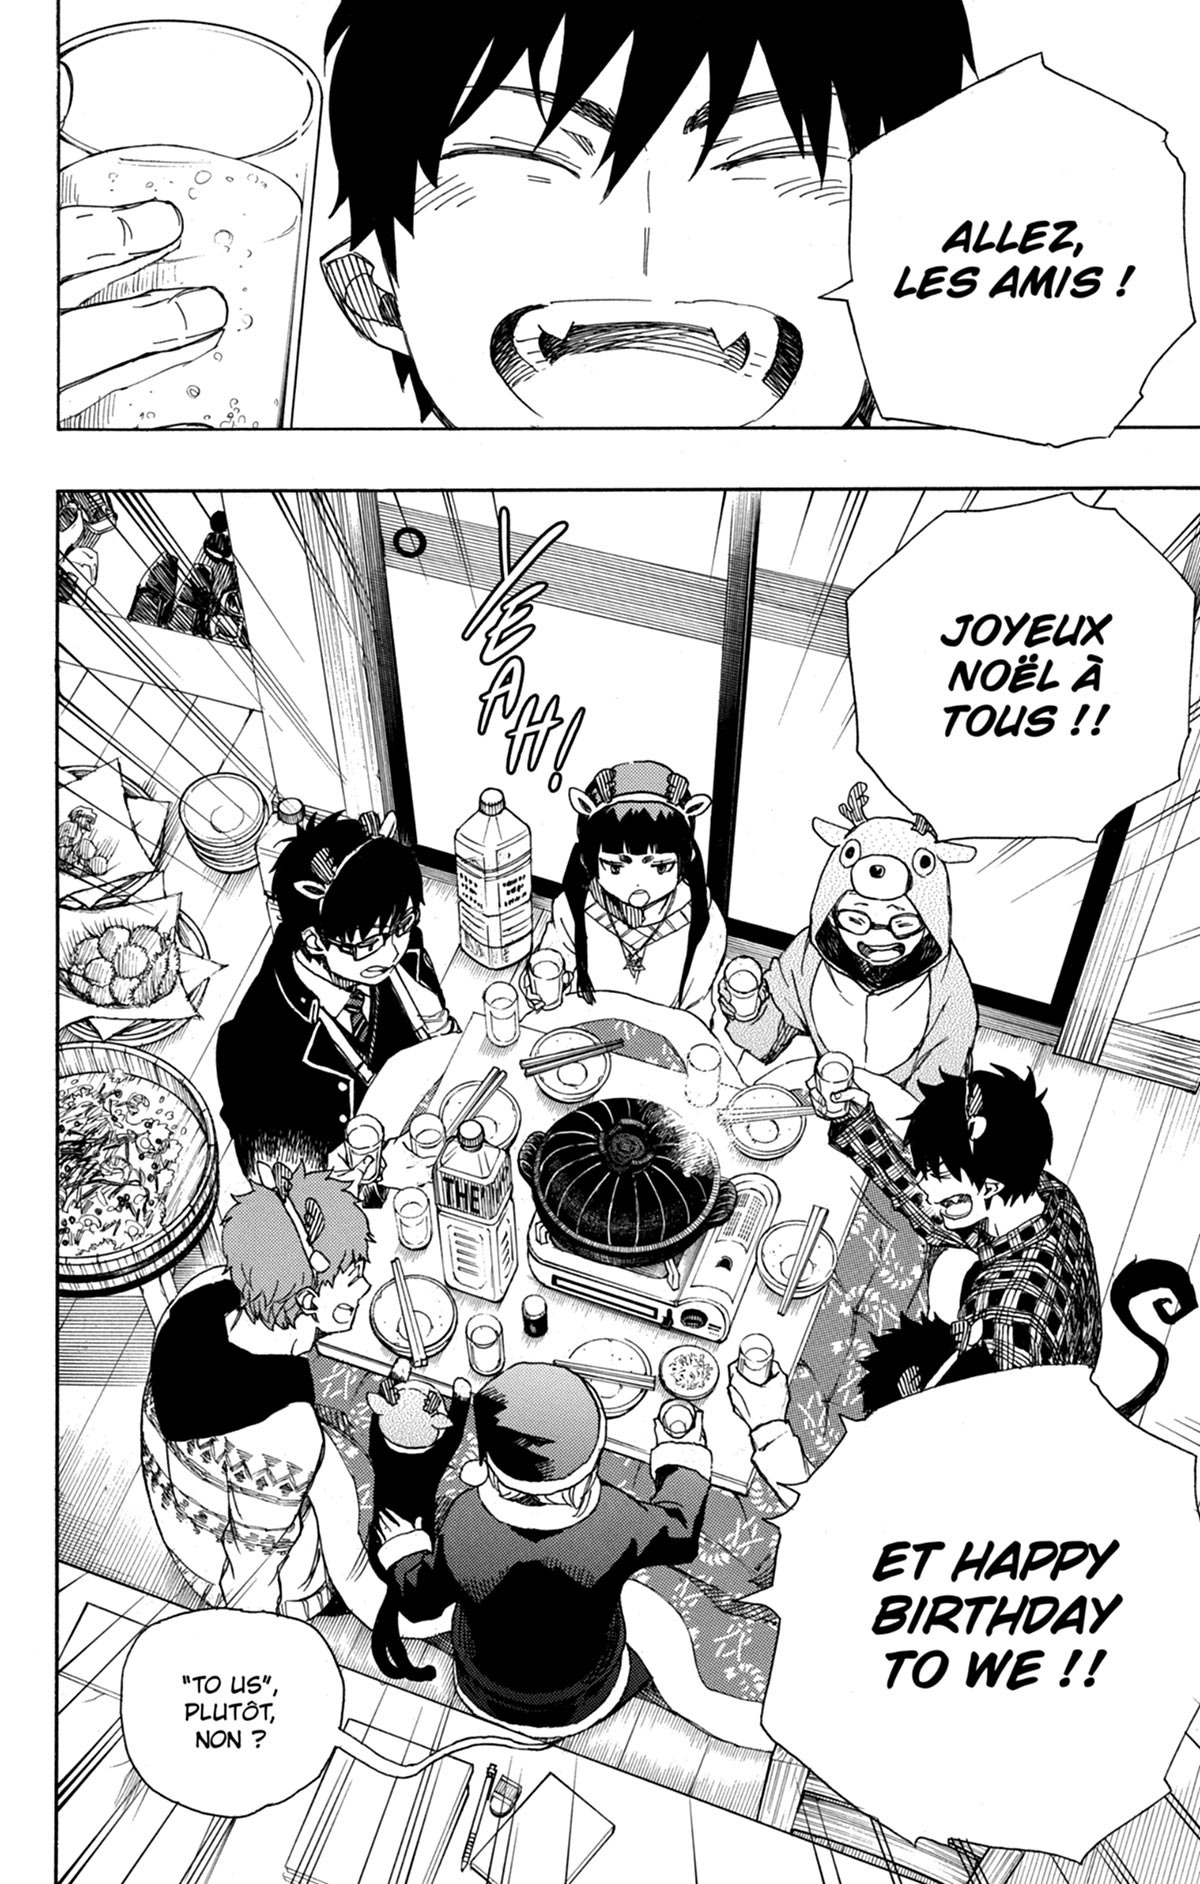 ALLEZ,
LES AMIS !
YEAH!
JOYEUX
NOËL À
TOUS !!
THE
ET HAPPY
BIRTHDAY
TO WE !!
"TO US",
PLUTÔT,
NON ?